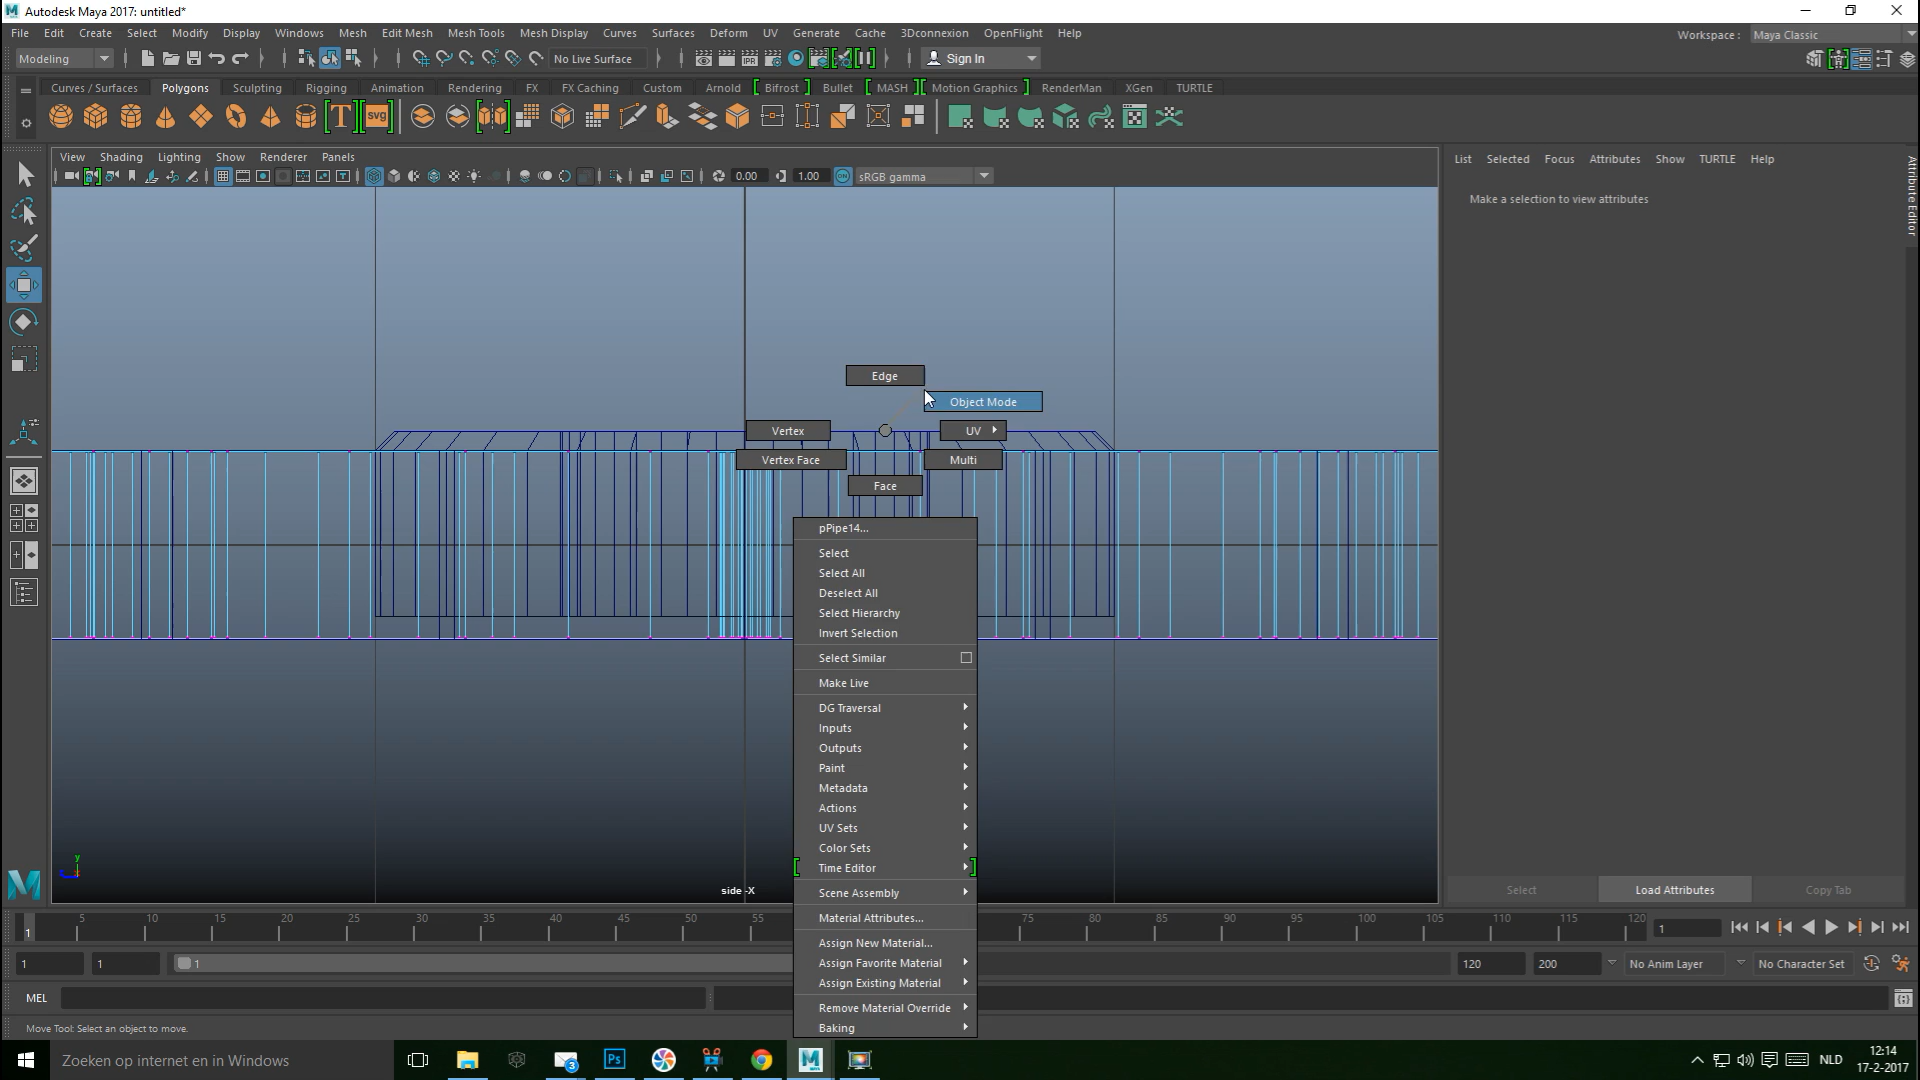 Autodesk Maya 2017: untitled*
File Edit Create Select Modify Display Windows Mesh Edit Mesh Mesh Tools Mesh Display Curves Surfaces Deform UV Generate Cache 3Dconnexion OpenFlight Help
Workspace : Maya Classic
Modeling No Live Surface Sign In
Curves / Surfaces Polygons Sculpting Rigging Animation Rendering FX FX Caching Custom Arnold Bifrost Bullet MASH Motion Graphics RenderMan XGen TURTLE
T svg
View Shading Lighting Show Renderer Panels
IPR 0.00 1.00 ON sRGB gamma
List Selected Focus Attributes Show TURTLE Help
Make a selection to view attributes
Attribute Editor
Edge
Object Mode
Vertex UV
Vertex Face Multi
Face
pPipe14...
Select
Select All
Deselect All
Select Hierarchy
Invert Selection
Select Similar
Make Live
DG Traversal
Inputs
Outputs
Paint
Metadata
Actions
UV Sets
Color Sets
Time Editor
Scene Assembly
Material Attributes...
Assign New Material...
Assign Favorite Material
Assign Existing Material
Remove Material Override
Baking
y
side -X
Select Load Attributes Copy Tab
5 10 15 20 25 30 35 40 45 50 55 75 80 85 90 95 100 105 110 115 120
1 1
1 1 1 120 200 No Anim Layer No Character Set
MEL
Move Tool: Select an object to move.
Zoeken op internet en in Windows
3 Ps M NLD
12:14
17-2-2017